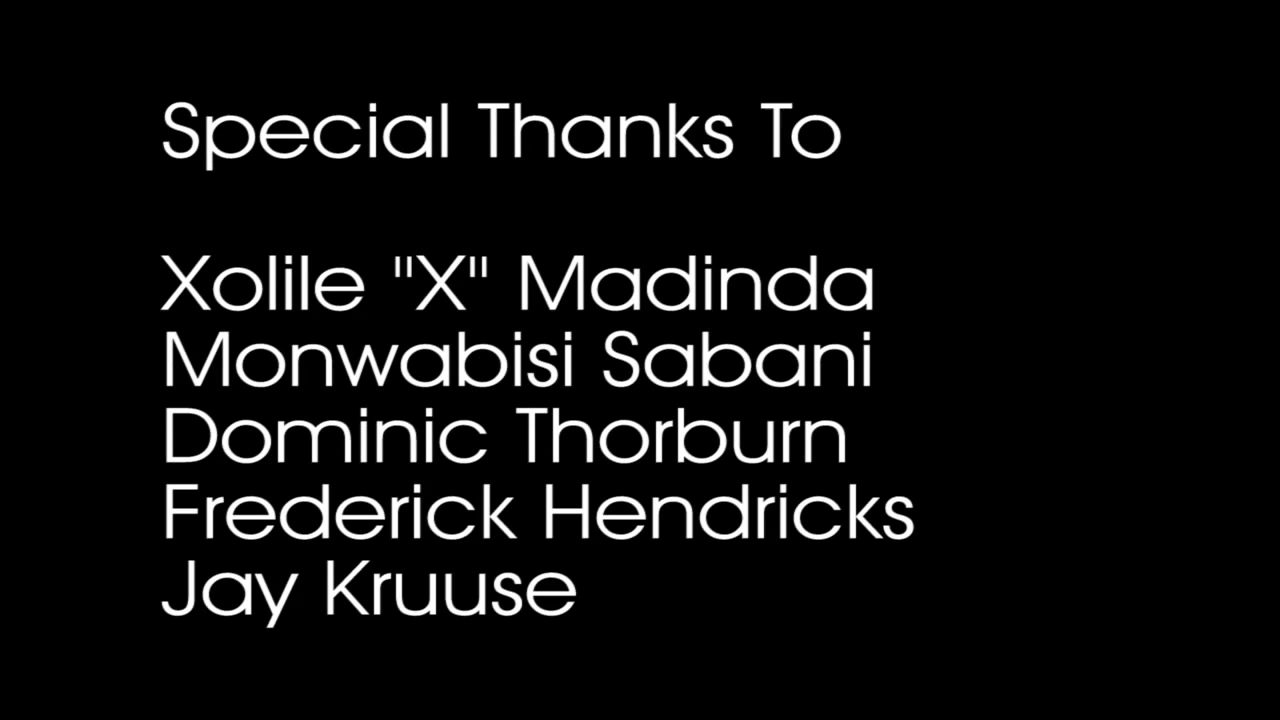 Special Thanks To
Xolile "X" Madinda
Monwabisi Sabani
Dominic Thorburn
Frederick Hendricks
Jay Kruuse